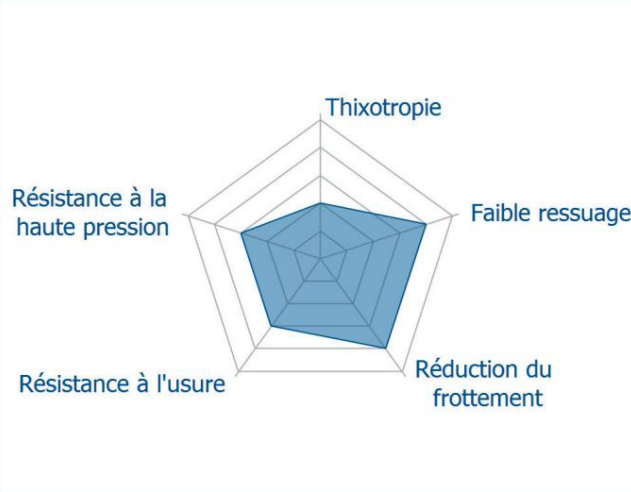 Thixotropie
Résistance à la
haute pression
Faible ressuage
Résistance à l'usure
Réduction du
frottement